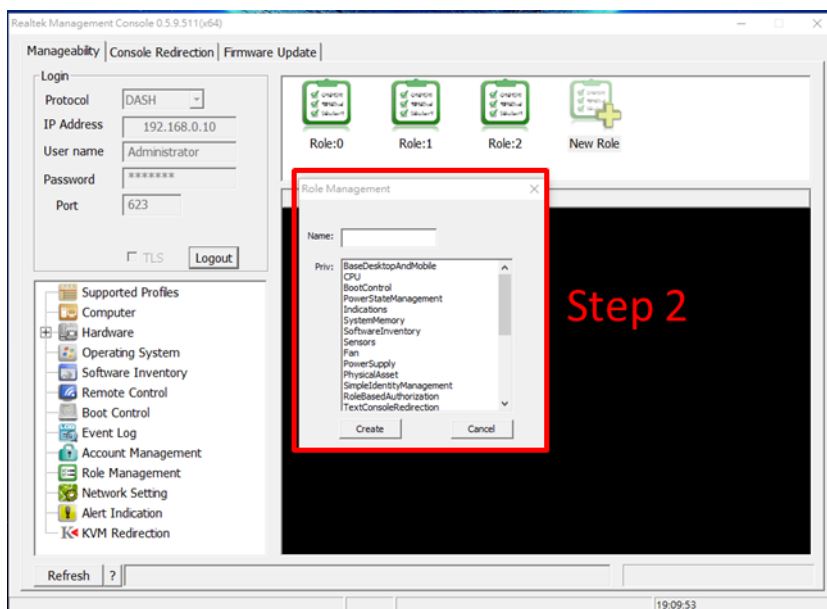 Realtek Management Console 0.5.9.511(x64)
Manageability Console Redirection Firmware Update
Login
Protocol DASH
IP Address 192.168.0.10
User name Administrator
Password *******
Port 623
TLS Logout
Role:0 Role:1 Role:2 New Role
Role Management
Name:
Priv: BaseDesktopAndMobile
CPU
BootControl
PowerStateManagement
Indications
SystemMemory
SoftwareInventory
Sensors
Fan
PowerSupply
PhysicalAsset
SimpleIdentityManagement
RoleBasedAuthorization
TextConsoleRedirection
Create Cancel
Step 2
Supported Profiles
Computer
Hardware
Operating System
Software Inventory
Remote Control
Boot Control
Event Log
Account Management
Role Management
Network Setting
Alert Indication
KVM Redirection
Refresh ?
19:09:53